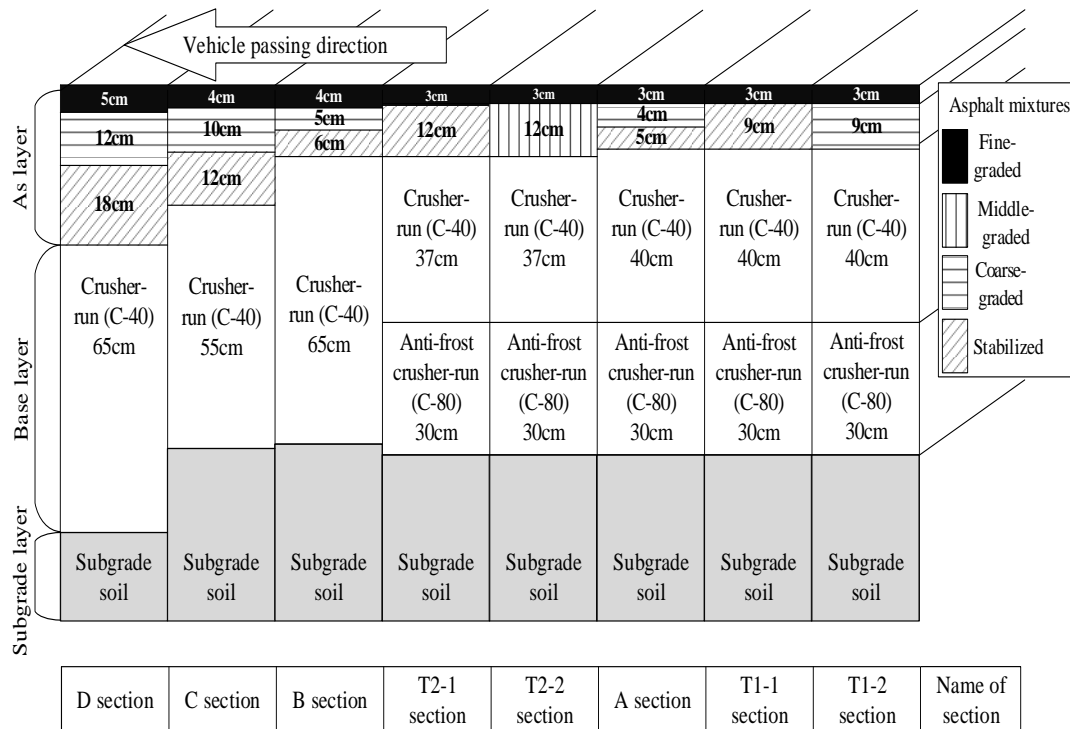 Vehicle passing direction
As layer
Base layer
Subgrade layer
5cm
4cm
4cm
3cm
3cm
3cm
3cm
3cm
12cm
10cm
5cm
12cm
12cm
4cm
9cm
9cm
18cm
12cm
6cm
5cm
Crusher-
run (C-40)
65cm
Crusher-
run (C-40)
55cm
Crusher-
run (C-40)
65cm
Crusher-
run (C-40)
37cm
Crusher-
run (C-40)
37cm
Crusher-
run (C-40)
40cm
Crusher-
run (C-40)
40cm
Crusher-
run (C-40)
40cm
Anti-frost
crusher-run
(C-80)
30cm
Anti-frost
crusher-run
(C-80)
30cm
Anti-frost
crusher-run
(C-80)
30cm
Anti-frost
crusher-run
(C-80)
30cm
Anti-frost
crusher-run
(C-80)
30cm
Subgrade
soil
Subgrade
soil
Subgrade
soil
Subgrade
soil
Subgrade
soil
Subgrade
soil
Subgrade
soil
Subgrade
soil
Asphalt mixtures
Fine-
graded
Middle-
graded
Coarse-
graded
Stabilized
D section
C section
B section
T2-1
section
T2-2
section
A section
T1-1
section
T1-2
section
Name of
section